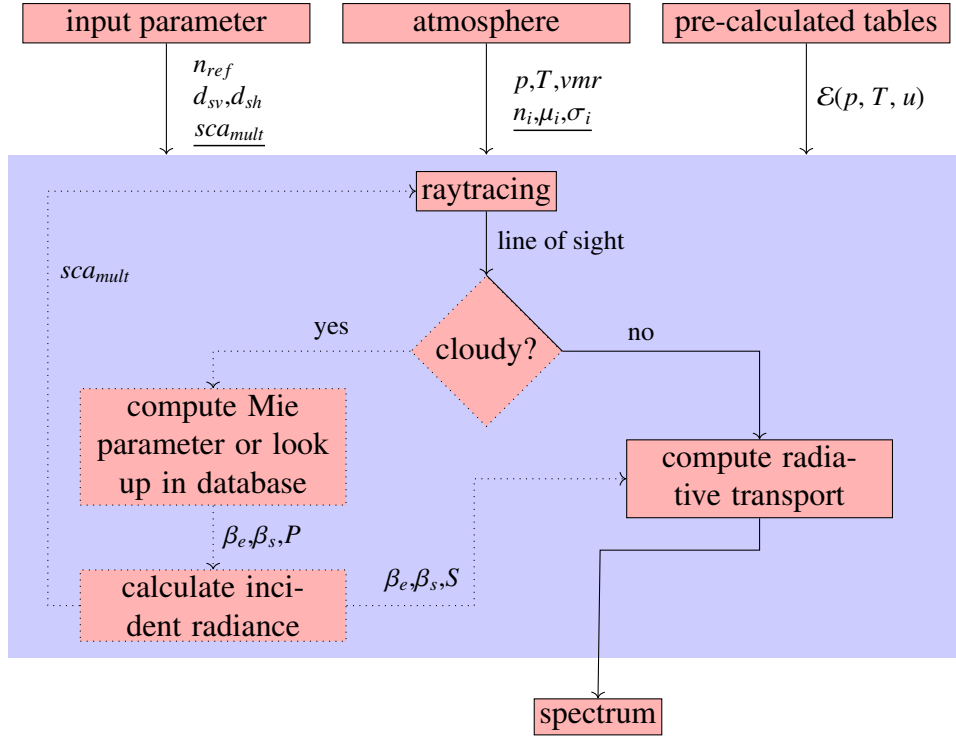 input parameter
atmosphere
pre-calculated tables
n_ref
d_sv,d_sh
sca_mult
p,T,vmr
n_i,μ_i,σ_i
ℰ(p, T, u)
raytracing
line of sight
sca_mult
cloudy?
yes
no
compute Mie
parameter or look
up in database
compute radia-
tive transport
β_e,β_s,P
β_e,β_s,S
calculate inci-
dent radiance
spectrum